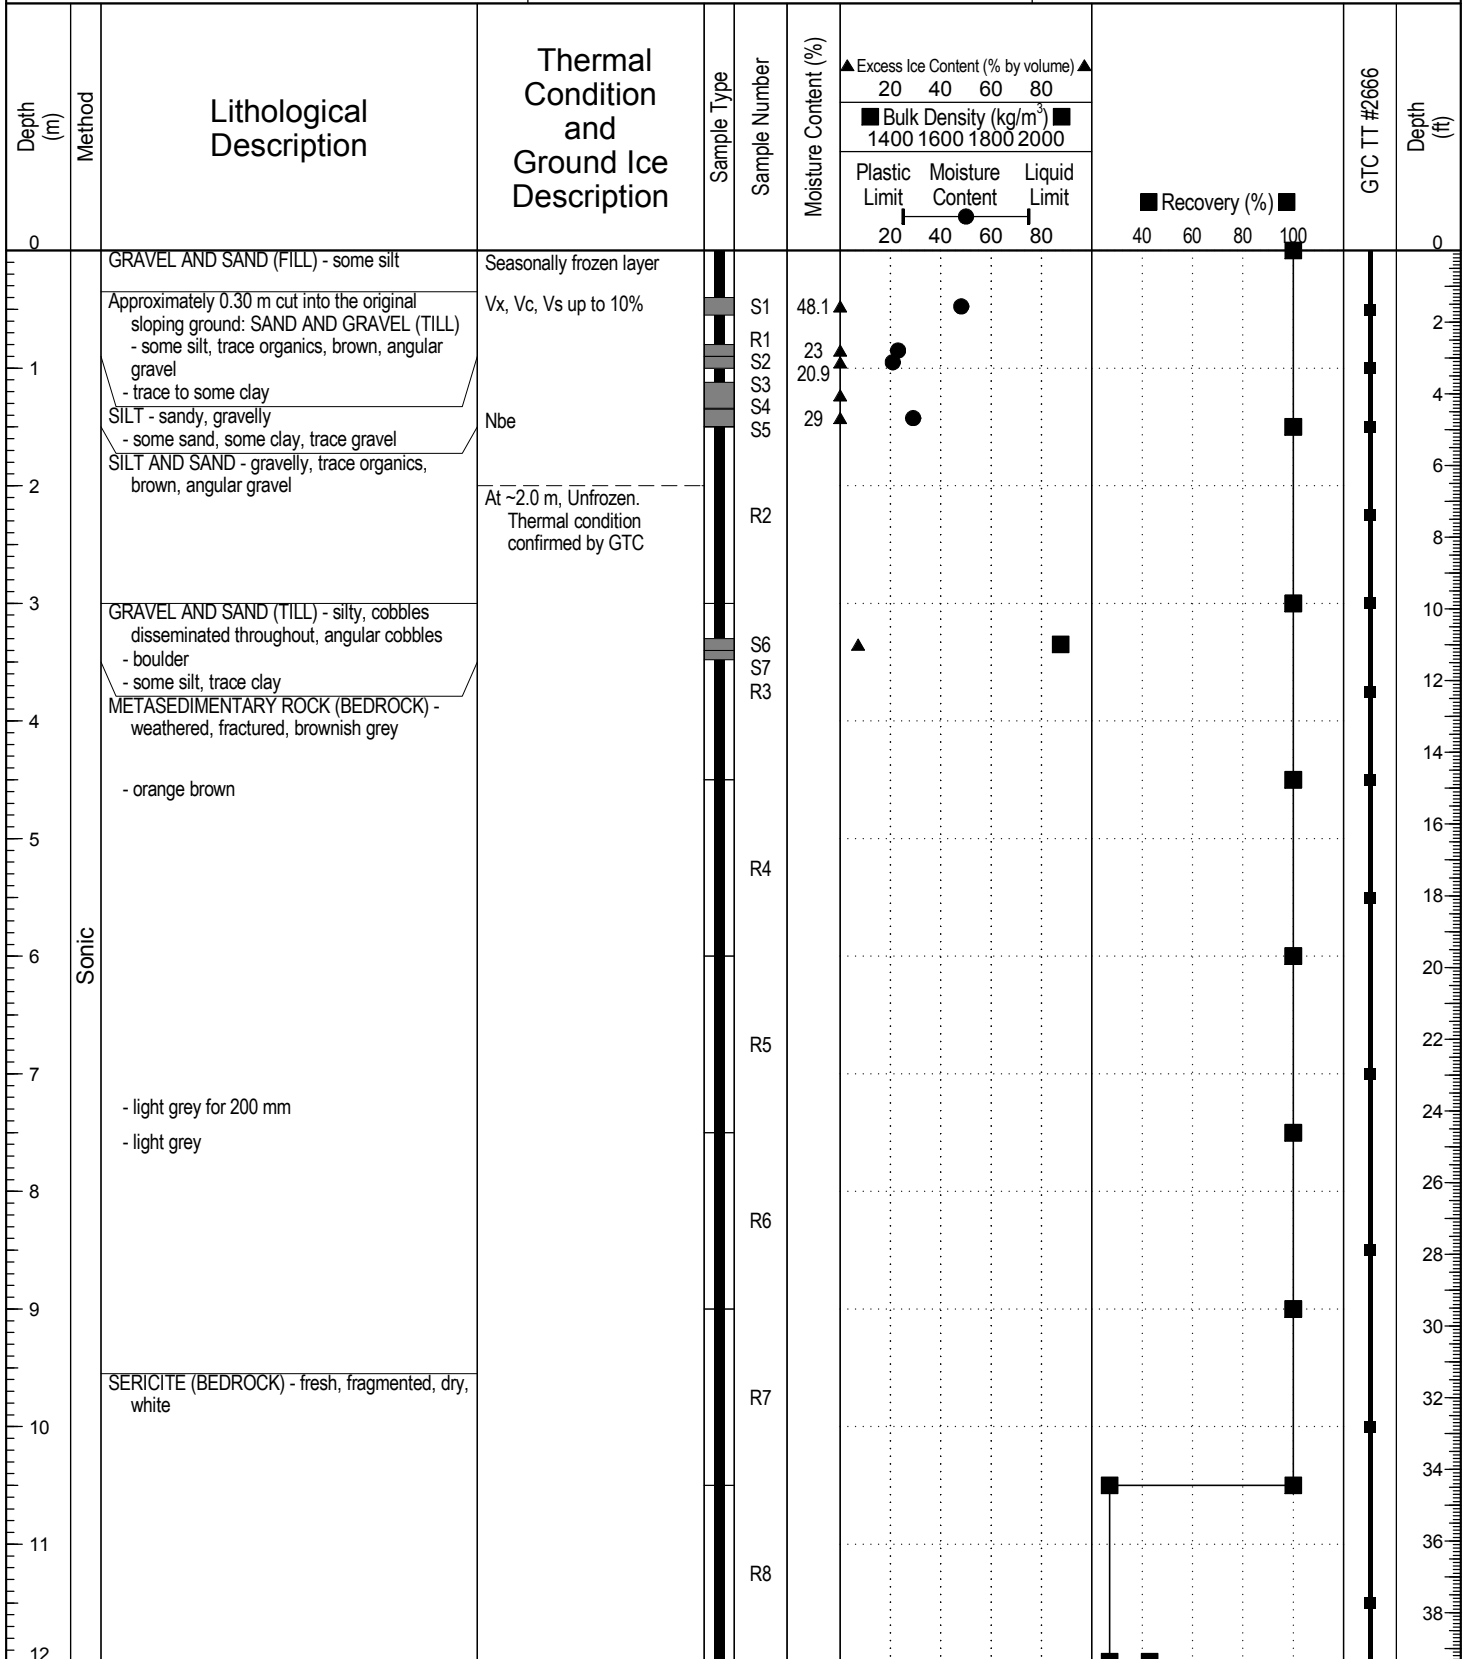 Depth
(m)
Method
Lithological
Description
Thermal
Condition
and
Ground Ice
Description
Sample Type
Sample Number
Moisture Content (%)
Excess Ice Content (% by volume)
20 40 60 80
Bulk Density (kg/m³)
1400 1600 1800 2000
Plastic Moisture Liquid
Limit Content Limit
20 40 60 80
Recovery (%)
40 60 80 100
GTC TT #2666
Depth
(ft)
0
0
GRAVEL AND SAND (FILL) - some silt
Seasonally frozen layer
Approximately 0.30 m cut into the original
sloping ground: SAND AND GRAVEL (TILL)
- some silt, trace organics, brown, angular
gravel
- trace to some clay
Vx, Vc, Vs up to 10%
S1
48.1
2
R1
23
S2
1
20.9
S3
4
S4
SILT - sandy, gravelly
- some sand, some clay, trace gravel
Nbe
29
S5
SILT AND SAND - gravelly, trace organics,
brown, angular gravel
6
2
At ~2.0 m, Unfrozen.
Thermal condition
confirmed by GTC
R2
8
3
GRAVEL AND SAND (TILL) - silty, cobbles
disseminated throughout, angular cobbles
- boulder
- some silt, trace clay
10
S6
S7
12
R3
METASEDIMENTARY ROCK (BEDROCK) -
weathered, fractured, brownish grey
4
14
- orange brown
16
5
R4
18
Sonic
6
20
R5
22
7
- light grey for 200 mm
24
- light grey
26
8
R6
28
9
30
SERICITE (BEDROCK) - fresh, fragmented, dry,
white
R7
32
10
34
11
36
R8
38
12